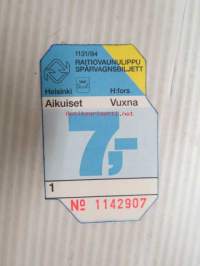 1131/94
RAITIOVAUNULIPPU
SPÅRVAGNSBILJETT
Helsinki H:fors
Aikuiset Vuxna
7,-
1
№ 1142907